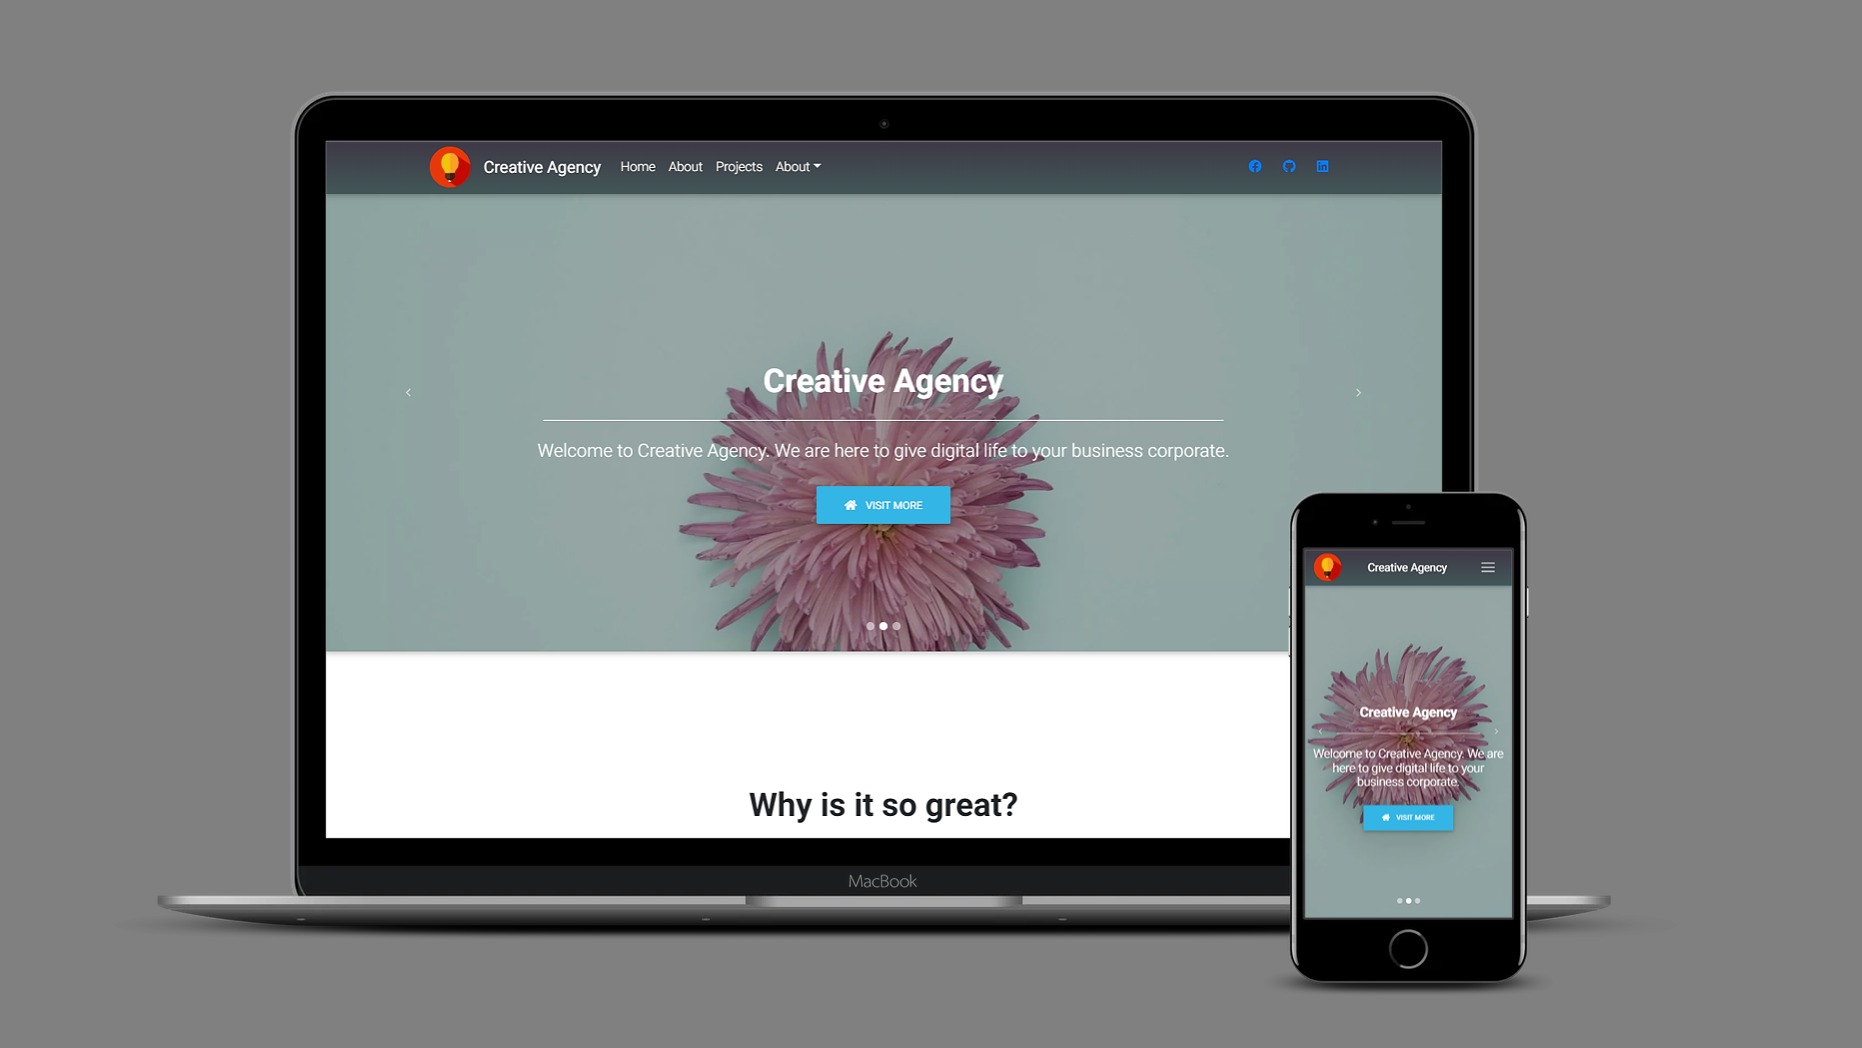 Creative Agency Home About Projects About
Creative Agency
Welcome to Creative Agency. We are here to give digital life to your business corporate.
VISIT MORE
Why is it so great?
MacBook
Creative Agency
Creative Agency
Welcome to Creative Agency. We are
here to give digital life to your
business corporate.
VISIT MORE